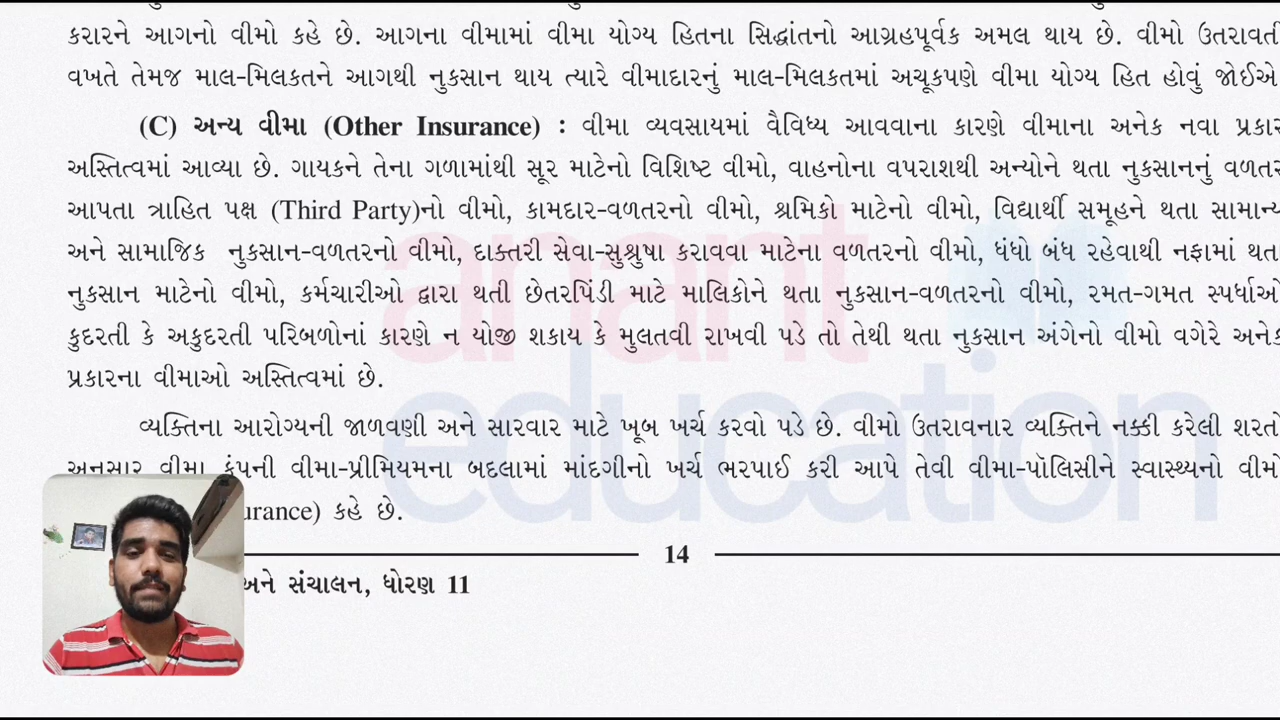 કરારને આગનો વીમો કહે છે. આગના વીમામાં વીમા યોગ્ય હિતના સિદ્ધાંતનો આગ્રહપૂર્વક અમલ થાય છે. વીમો ઉતરાવતી
વખતે તેમજ માલ-મિલકતને આગથી નુકસાન થાય ત્યારે વીમાદારનું માલ-મિલકતમાં અચૂકપણે વીમા યોગ્ય હિત હોવું જોઈએ
(C) અન્ય વીમા (Other Insurance) : વીમા વ્યવસાયમાં વૈવિધ્ય આવવાના કારણે વીમાના અનેક નવા પ્રકાર
અસ્તિત્વમાં આવ્યા છે. ગાયકને તેના ગળામાંથી સૂર માટેનો વિશિષ્ટ વીમો, વાહનોના વપરાશથી અન્યોને થતા નુકસાનનું વળતર
આપતા ત્રાહિત પક્ષ (Third Party)નો વીમો, કામદાર-વળતરનો વીમો, શ્રમિકો માટેનો વીમો, વિદ્યાર્થી સમૂહને થતા સામાન્ય
અને સામાજિક નુકસાન-વળતરનો વીમો, દાક્તરી સેવા-સુશ્રુષા કરાવવા માટેના વળતરનો વીમો, ધંધો બંધ રહેવાથી નફામાં થતા
નુકસાન માટેનો વીમો, કર્મચારીઓ દ્વારા થતી છેતરપિંડી માટે માલિકોને થતા નુકસાન-વળતરનો વીમો, રમત-ગમત સ્પર્ધાઓ
કુદરતી કે અકુદરતી પરિબળોનાં કારણે ન યોજી શકાય કે મુલતવી રાખવી પડે તો તેથી થતા નુકસાન અંગેનો વીમો વગેરે અનેક
પ્રકારના વીમાઓ અસ્તિત્વમાં છે.
વ્યક્તિના આરોગ્યની જાળવણી અને સારવાર માટે ખૂબ ખર્ચ કરવો પડે છે. વીમો ઉતરાવનાર વ્યક્તિને નક્કી કરેલી શરતો
અનુસાર વીમા કંપની વીમા-પ્રીમિયમના બદલામાં માંદગીનો ખર્ચ ભરપાઈ કરી આપે તેવી વીમા-પૉલિસીને સ્વાસ્થ્યનો વીમો
urance) કહે છે.
14
અને સંચાલન, ધોરણ 11
anant
education